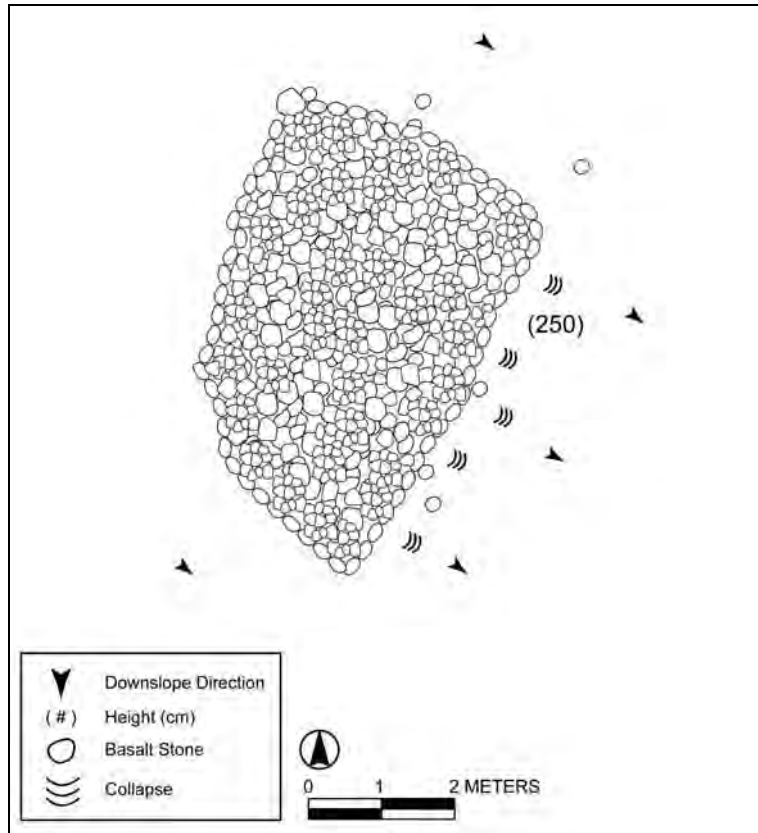 (250)
Downslope Direction
( # ) Height (cm)
Basalt Stone
Collapse
0 1 2 METERS